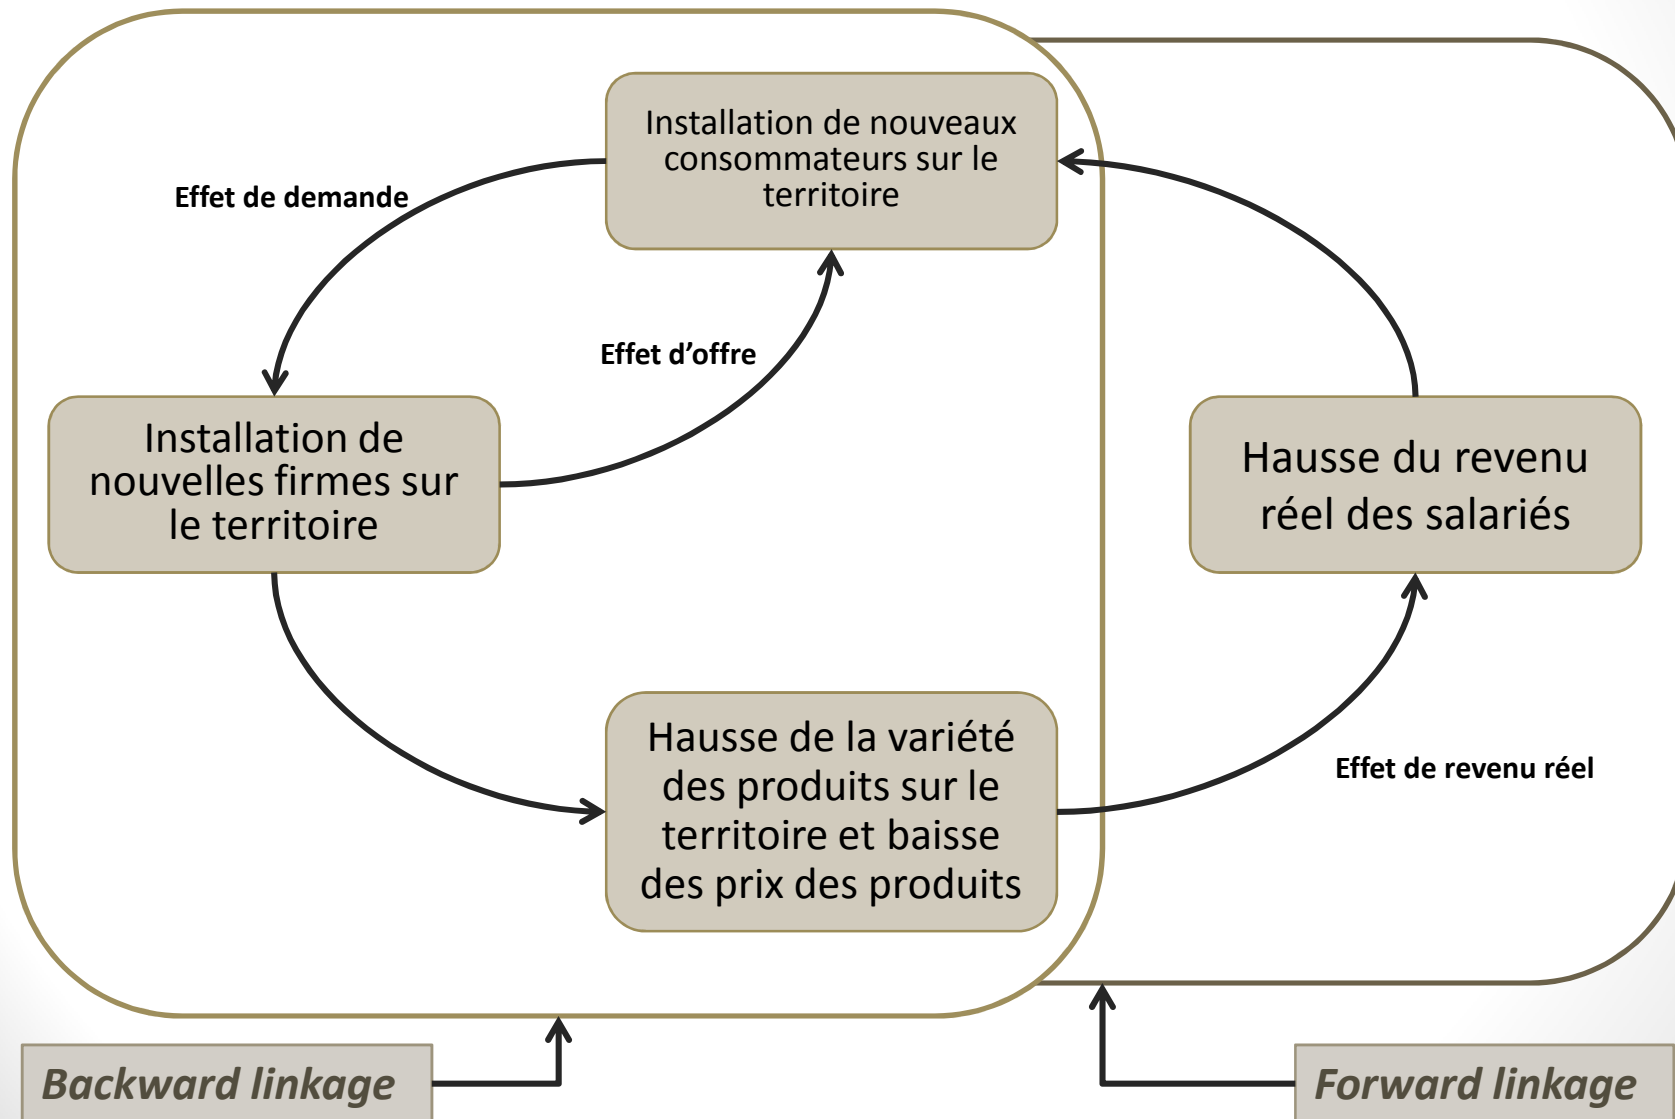 Installation de nouveaux
consommateurs sur le
territoire
Effet de demande
Effet d’offre
Installation de
nouvelles firmes sur
le territoire
Hausse du revenu
réel des salariés
Hausse de la variété
des produits sur le
territoire et baisse
des prix des produits
Effet de revenu réel
Backward linkage
Forward linkage